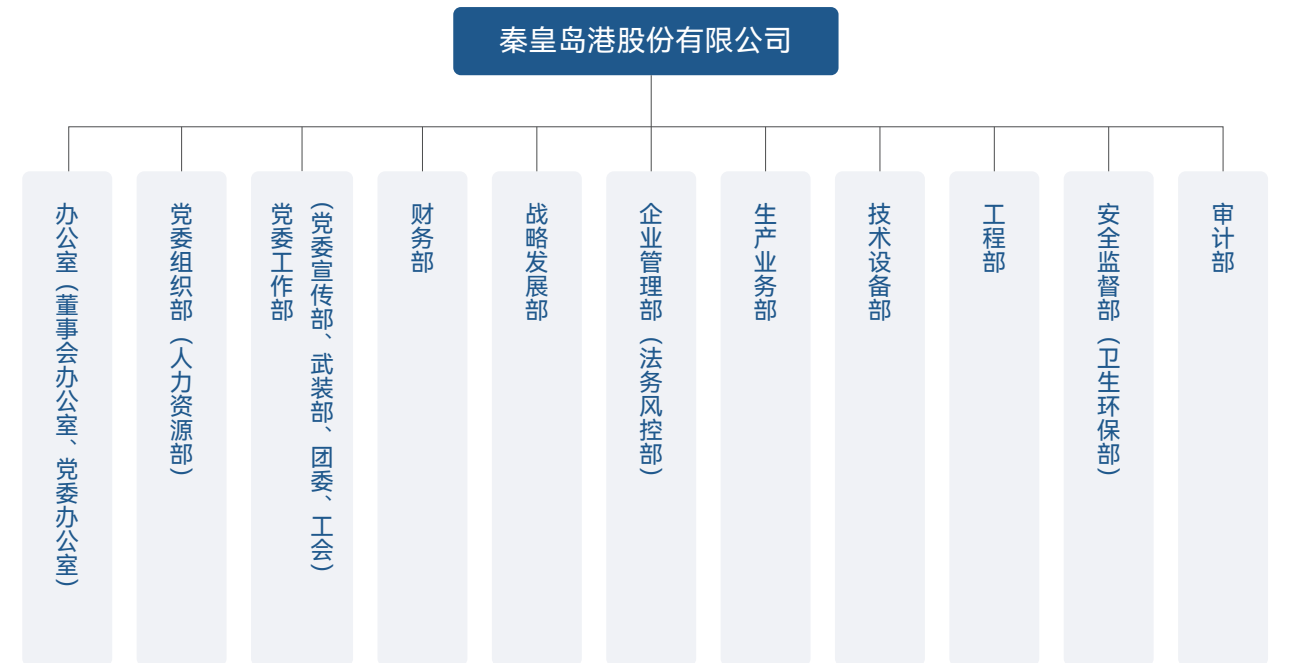 秦皇岛港股份有限公司
办公室（董事会办公室、党委办公室）
党委组织部（人力资源部）
党委工作部
（党委宣传部、武装部、团委、工会）
财务部
战略发展部
企业管理部（法务风控部）
生产业务部
技术设备部
工程部
安全监督部（卫生环保部）
审计部